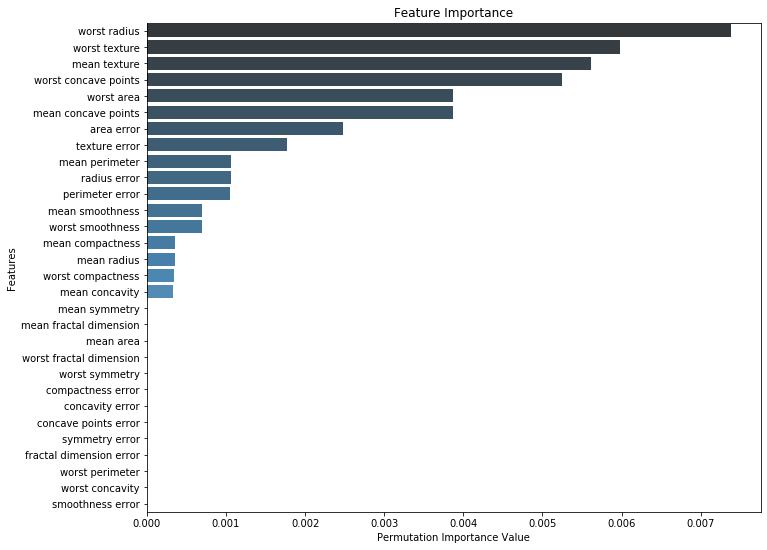 Feature Importance
worst radius
worst texture
mean texture
worst concave points
worst area
mean concave points
area error
texture error
mean perimeter
radius error
perimeter error
mean smoothness
worst smoothness
mean compactness
mean radius
worst compactness
mean concavity
mean symmetry
mean fractal dimension
mean area
worst fractal dimension
worst symmetry
compactness error
concavity error
concave points error
symmetry error
fractal dimension error
worst perimeter
worst concavity
smoothness error
Features
0.000 0.001 0.002 0.003 0.004 0.005 0.006 0.007
Permutation Importance Value